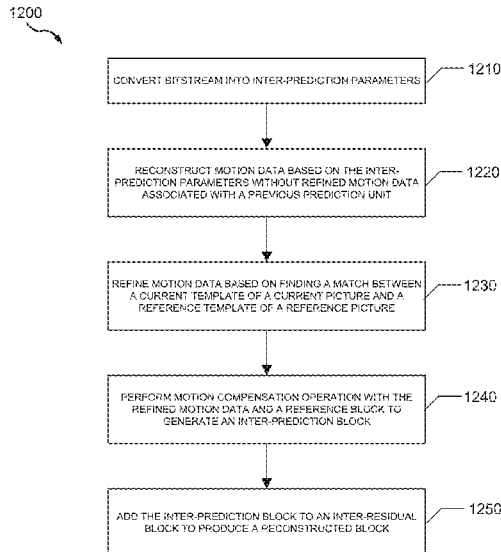 1200
CONVERT BITSTREAM INTO INTER-PREDICTION PARAMETERS
1210
RECONSTRUCT MOTION DATA BASED ON THE INTER-
PREDICTION PARAMETERS WITHOUT REFINED MOTION DATA
ASSOCIATED WITH A PREVIOUS PREDICTION UNIT
1220
REFINE MOTION DATA BASED ON FINDING A MATCH BETWEEN
A CURRENT TEMPLATE OF A CURRENT PICTURE AND A
REFERENCE TEMPLATE OF A REFERENCE PICTURE
1230
PERFORM MOTION COMPENSATION OPERATION WITH THE
REFINED MOTION DATA AND A REFERENCE BLOCK TO
GENERATE AN INTER-PREDICTION BLOCK
1240
ADD THE INTER-PREDICTION BLOCK TO AN INTER-RESIDUAL
BLOCK TO PRODUCE A RECONSTRUCTED BLOCK
1250